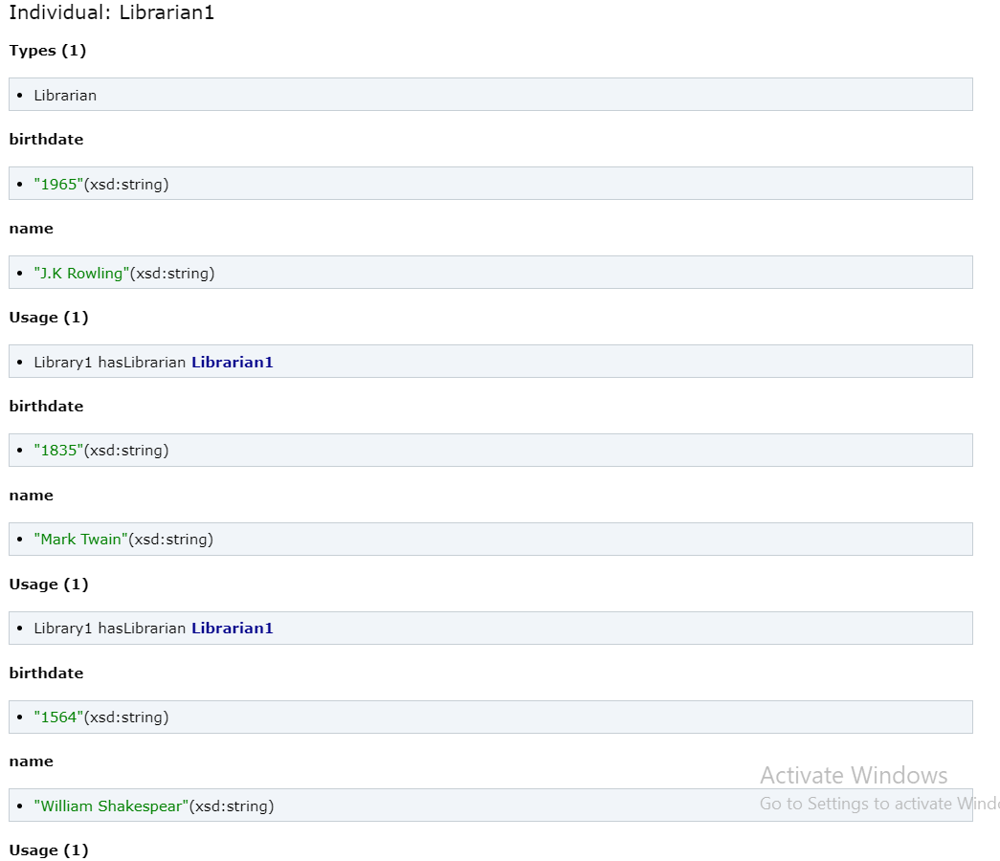 Individual: Librarian1
Types (1)
• Librarian
birthdate
• "1965"(xsd:string)
name
• "J.K Rowling"(xsd:string)
Usage (1)
• Library1 hasLibrarian Librarian1
birthdate
• "1835"(xsd:string)
name
• "Mark Twain"(xsd:string)
Usage (1)
• Library1 hasLibrarian Librarian1
birthdate
• "1564"(xsd:string)
name
Activate Windows
• "William Shakespear"(xsd:string)
Go to Settings to activate Windo
Usage (1)